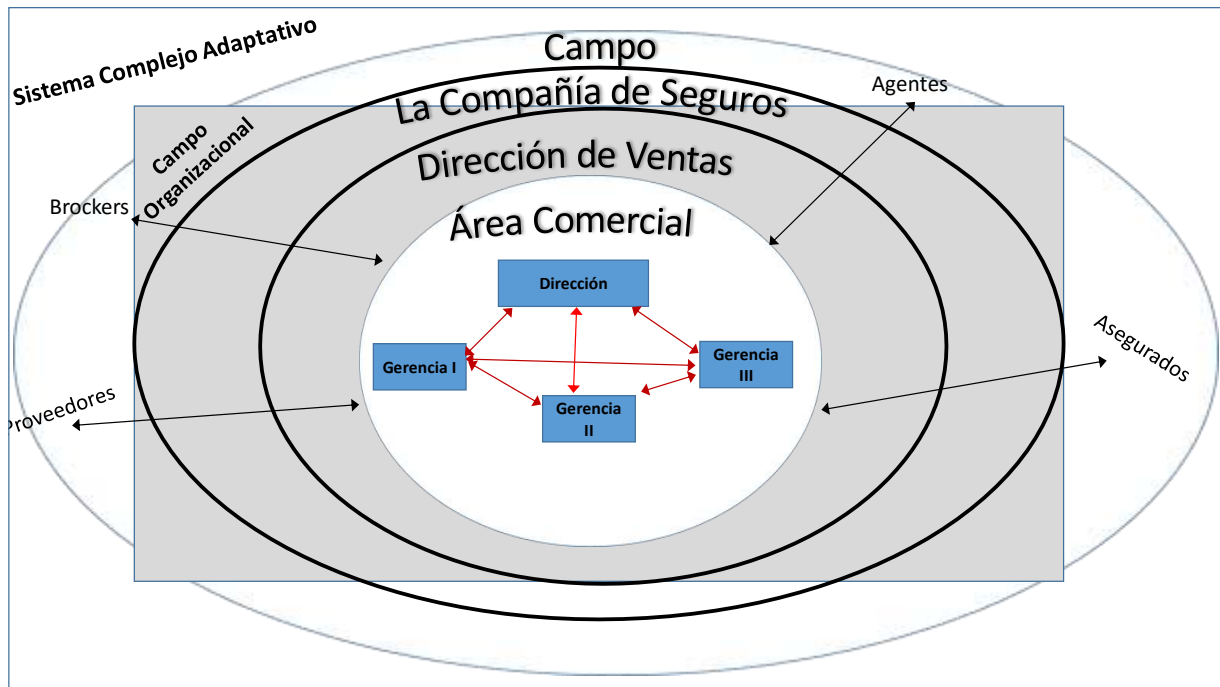 Sistema Complejo Adaptativo
Campo
La Compañía de Seguros
Agentes
Campo
Organizacional
Dirección de Ventas
Brockers
Área Comercial
Dirección
Gerencia I
Gerencia
III
Gerencia
II
Asegurados
Proveedores